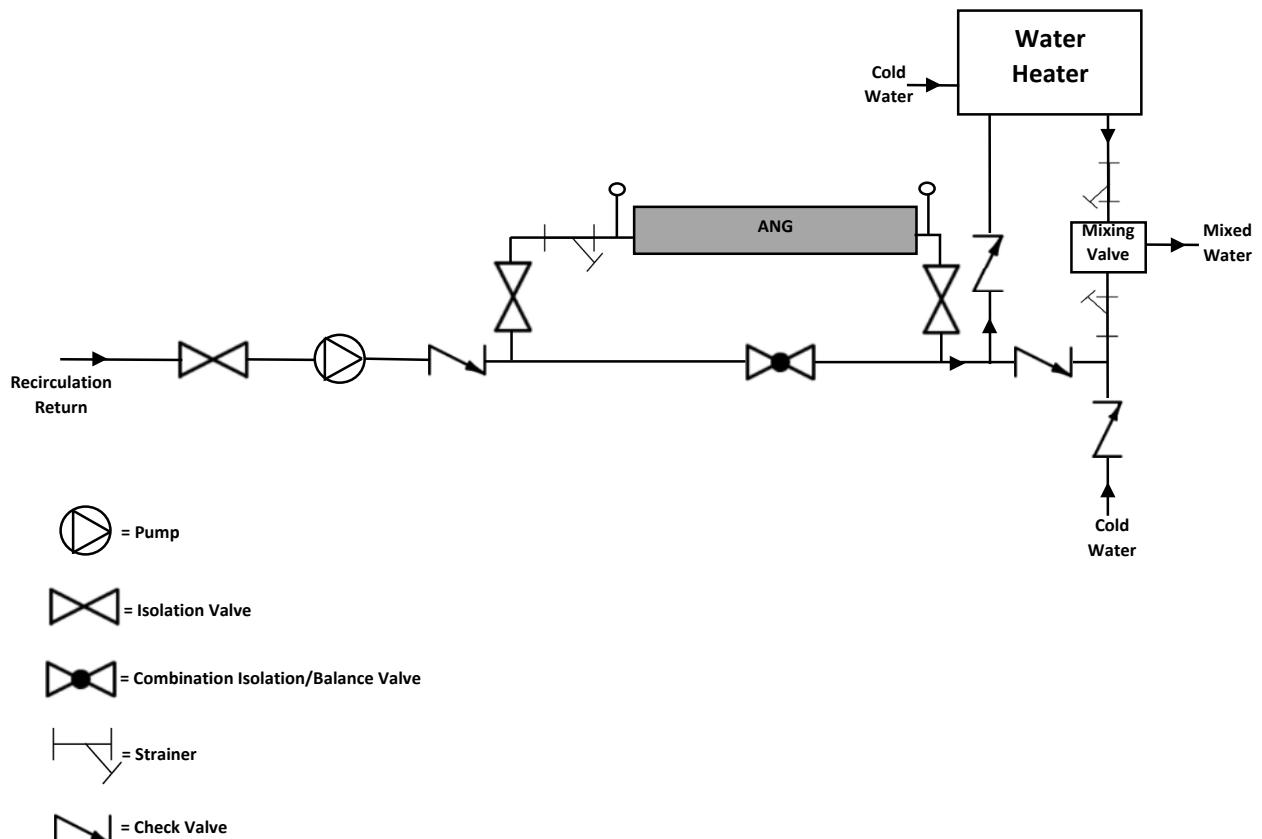 Water
Heater
Cold
Water
ANG
Mixing
Valve
Mixed
Water
Recirculation
Return
Cold
Water
= Pump
= Isolation Valve
= Combination Isolation/Balance Valve
= Strainer
= Check Valve